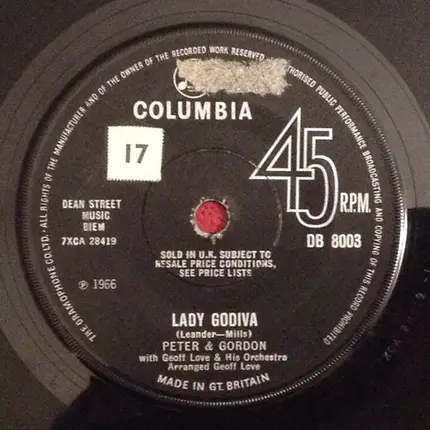 THE GRAMOPHONE CO. LTD. · ALL RIGHTS OF THE MANUFACTURER AND OF THE OWNER OF THE RECORDED WORK RESERVED
AUTHORISED PUBLIC PERFORMANCE BROADCASTING AND COPYING OF THIS RECORD PROHIBITED
COLUMBIA
17
45
R.P.M.
DEAN STREET
MUSIC
BIEM
7XCA 28419
DB 8003
SOLD IN U.K. SUBJECT TO
RESALE PRICE CONDITIONS,
SEE PRICE LISTS
℗ 1966
LADY GODIVA
(Leander—Mills)
PETER & GORDON
with Geoff Love & His Orchestra
Arranged Geoff Love
MADE IN GT. BRITAIN